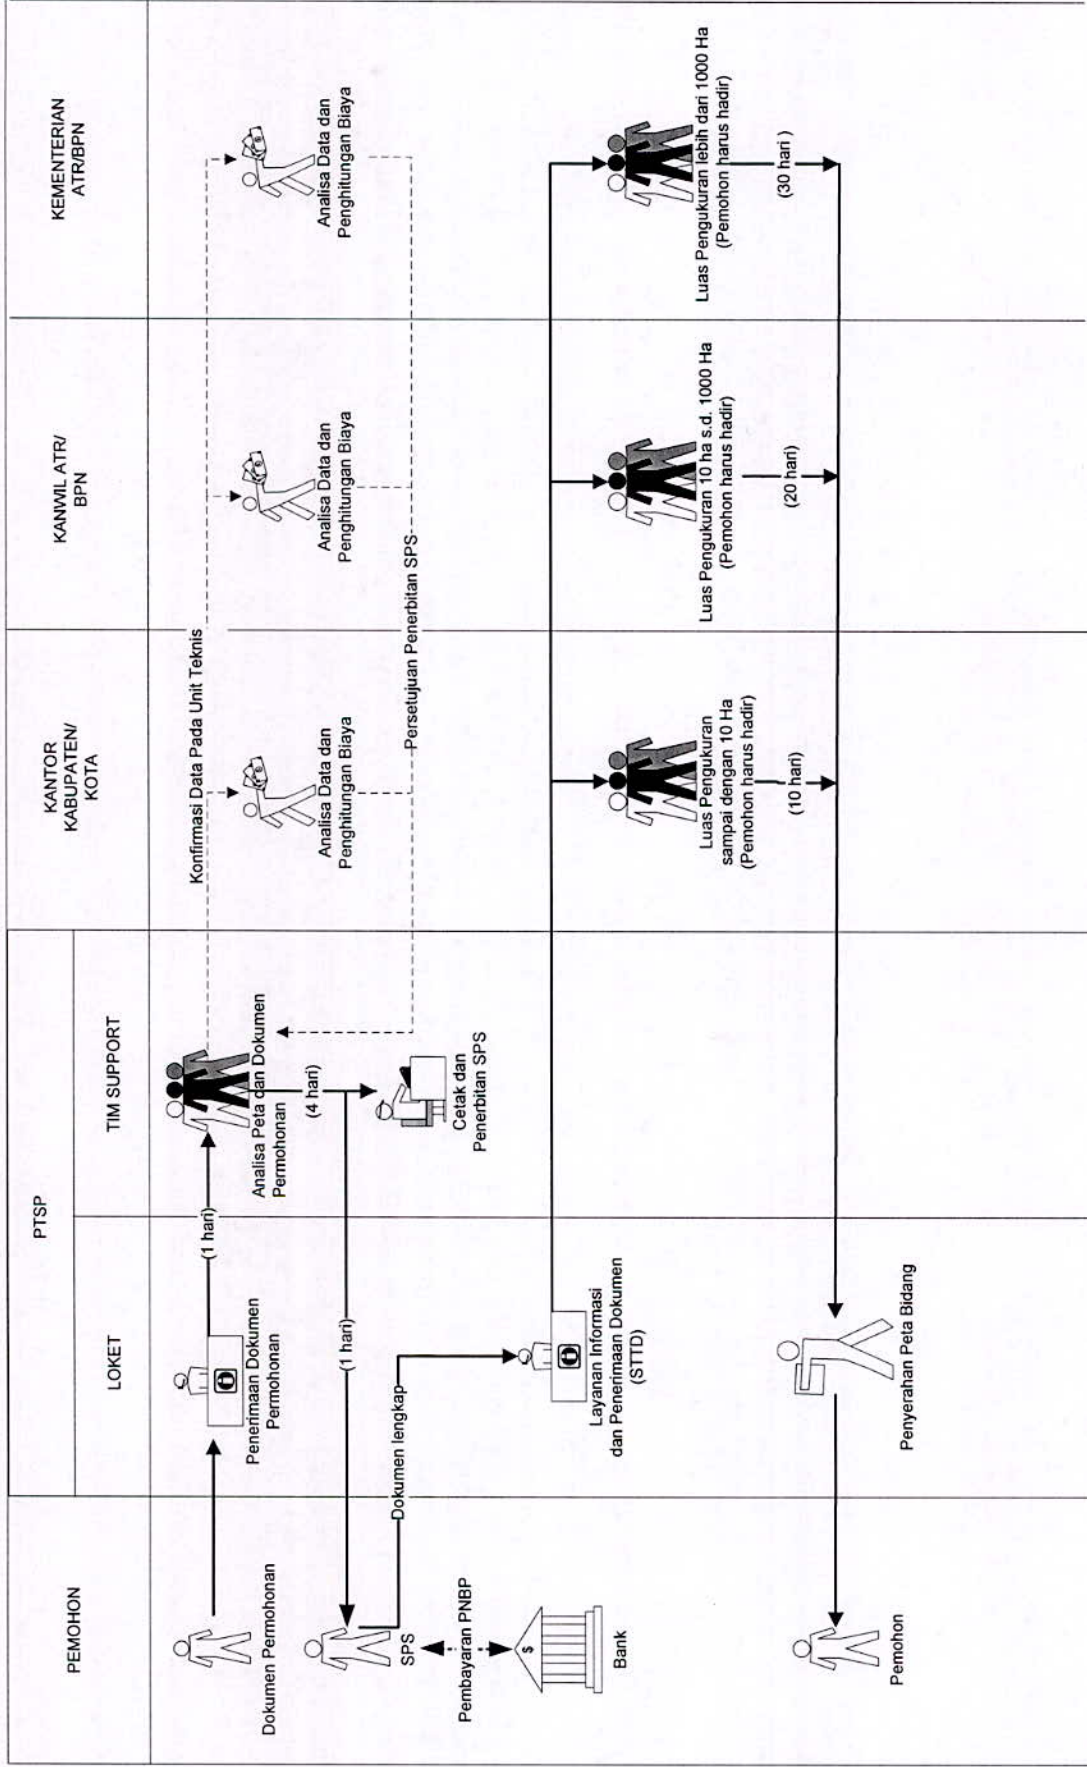 PEMOHON
PTSP
LOKET
TIM SUPPORT
KANTOR
KABUPATEN/
KOTA
KANWIL ATR/
BPN
KEMENTERIAN
ATR/BPN
Dokumen Permohonan
Penerimaan Dokumen
Permohonan
(1 hari)
Analisa Peta dan Dokumen
Permohonan
Konfirmasi Data Pada Unit Teknis
Analisa Data dan
Penghitungan Biaya
Analisa Data dan
Penghitungan Biaya
Analisa Data dan
Penghitungan Biaya
Persetujuan Penerbitan SPS
(4 hari)
Cetak dan
Penerbitan SPS
(1 hari)
SPS
Pembayaran PNBP
$
Bank
Dokumen lengkap
Layanan Informasi
dan Penerimaan Dokumen
(STTD)
Luas Pengukuran
sampai dengan 10 Ha
(Pemohon harus hadir)
(10 hari)
Luas Pengukuran 10 ha s.d. 1000 Ha
(Pemohon harus hadir)
(20 hari)
Luas Pengukuran lebih dari 1000 Ha
(Pemohon harus hadir)
(30 hari )
Penyerahan Peta Bidang
Pemohon